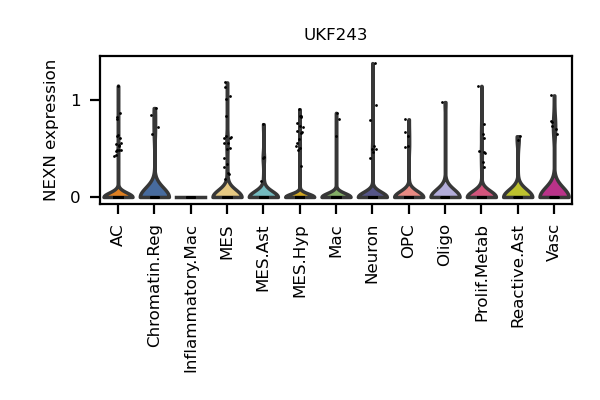 UKF243
NEXN expression
1
0
AC
Chromatin.Reg
Inflammatory.Mac
MES
MES.Ast
MES.Hyp
Mac
Neuron
OPC
Oligo
Prolif.Metab
Reactive.Ast
Vasc